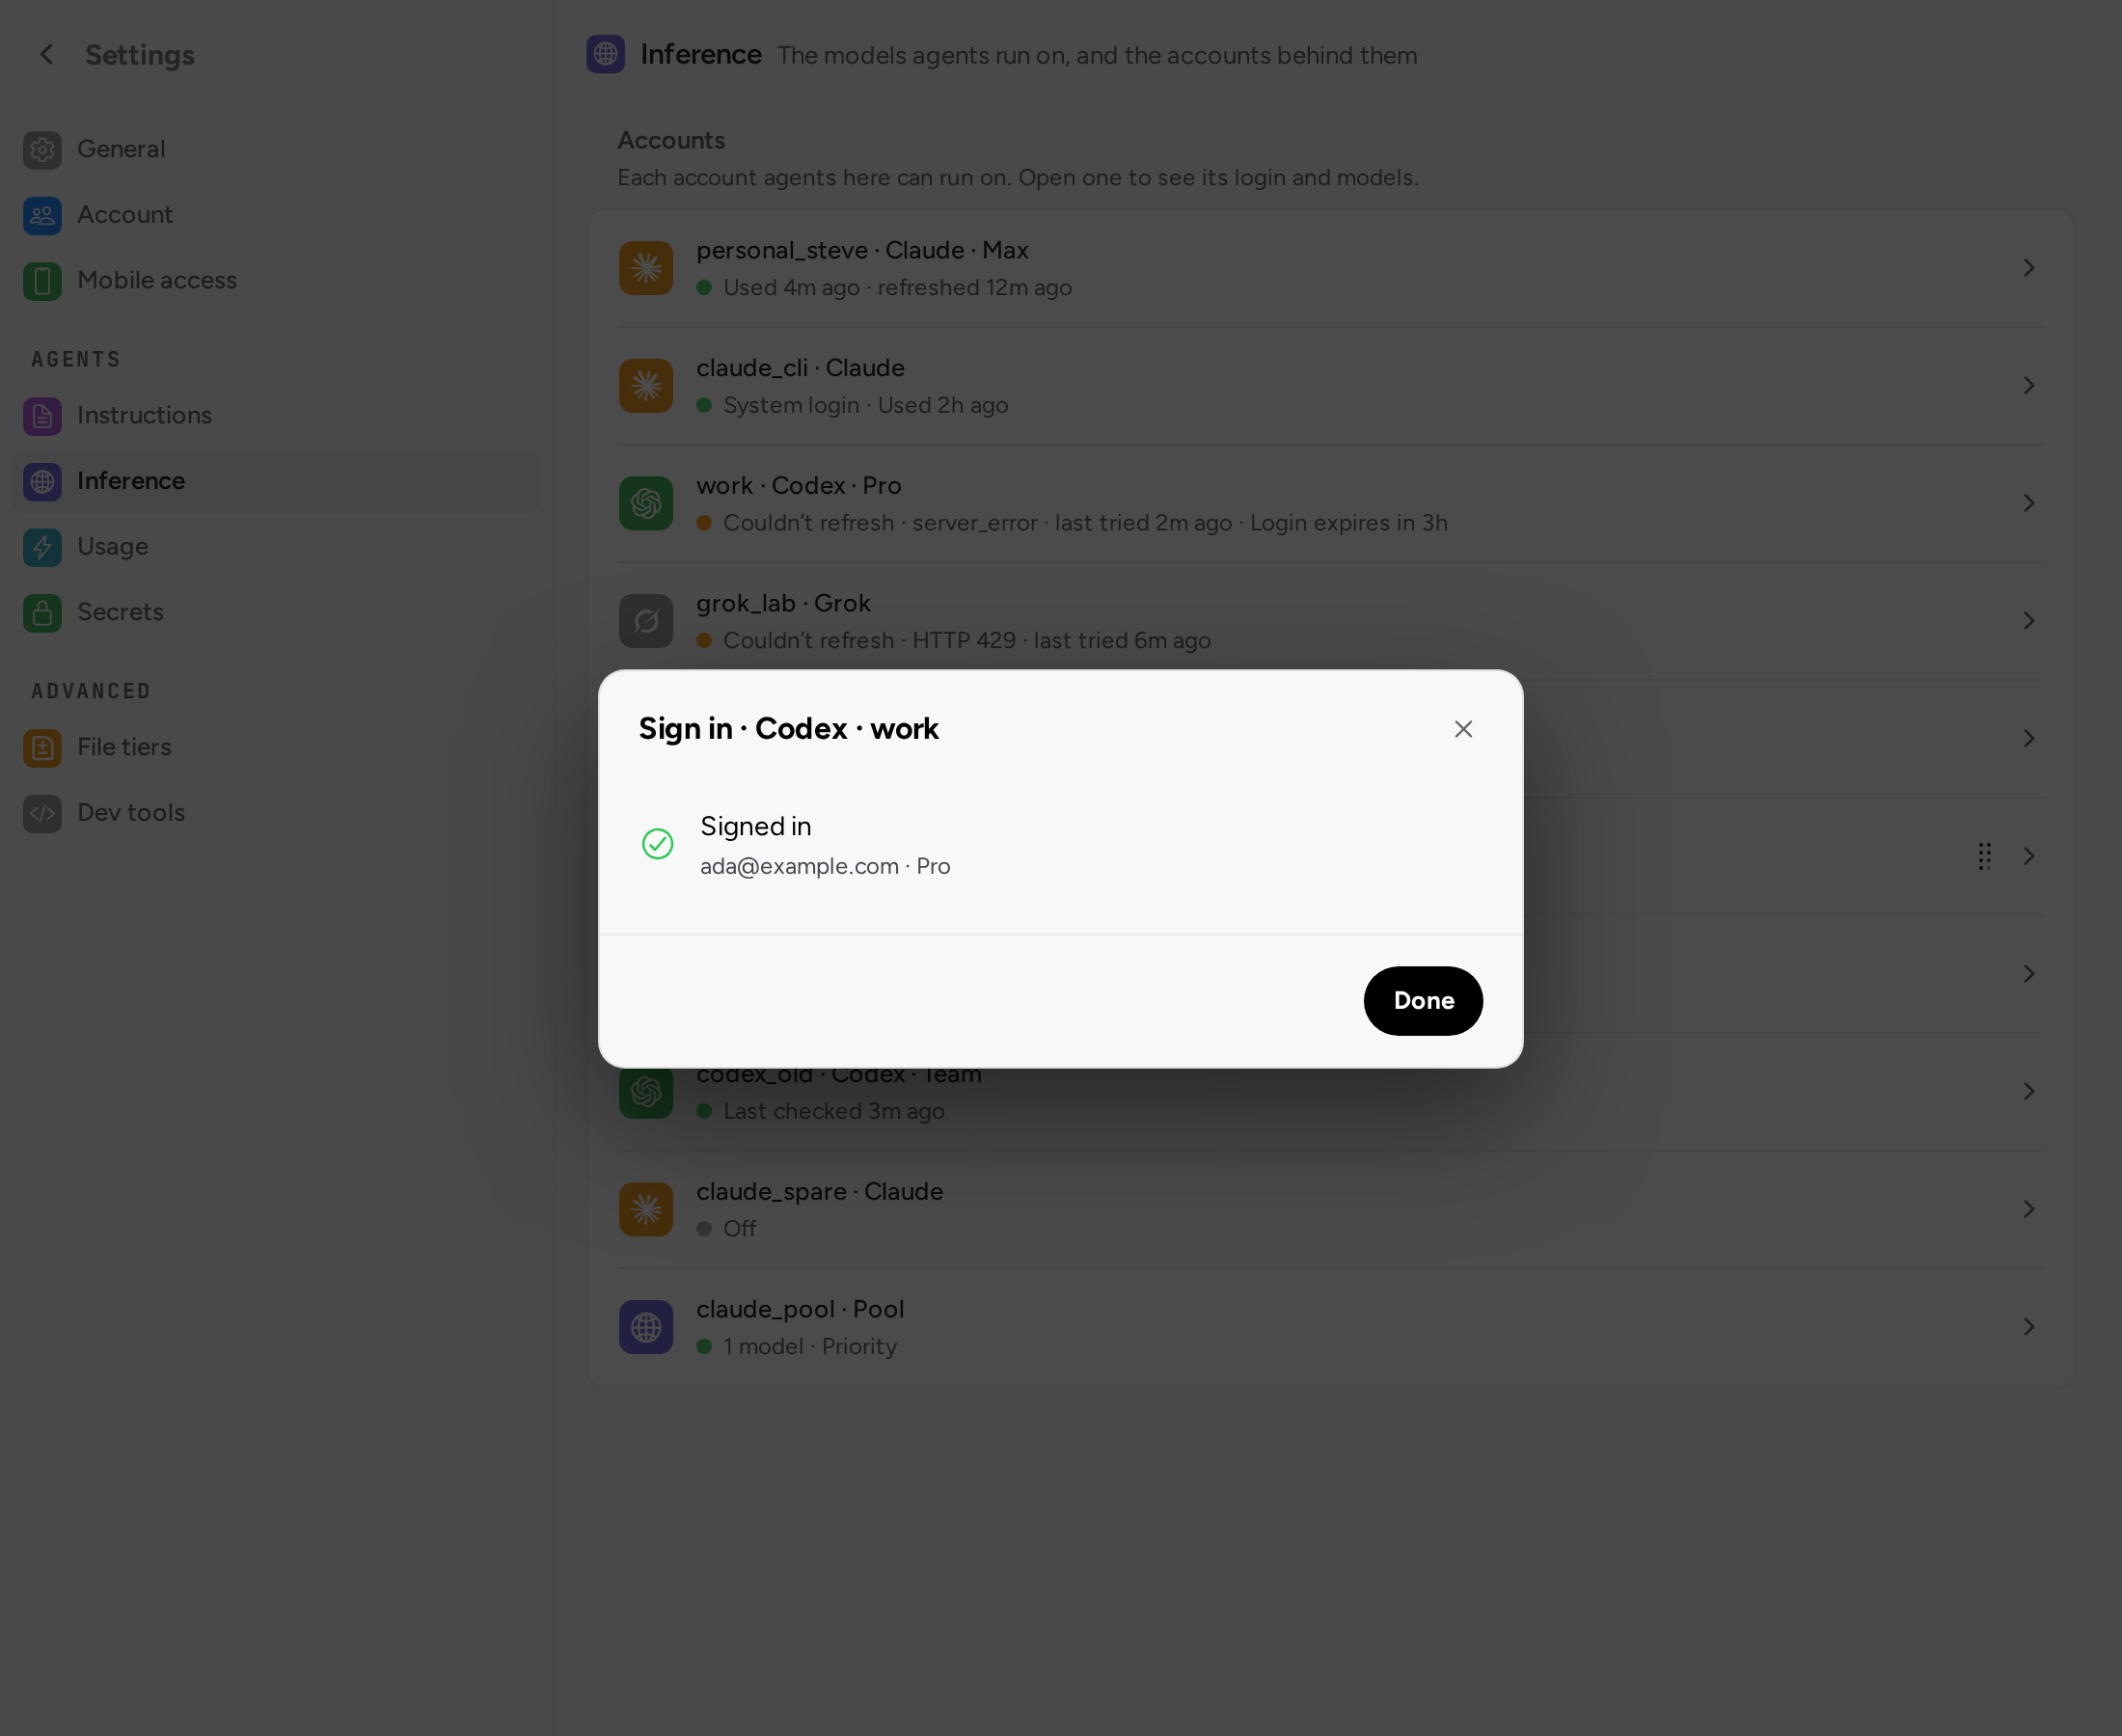 Settings
General
Account
Mobile access
AGENTS
Instructions
Inference
Usage
Secrets
ADVANCED
File tiers
Dev tools
Inference The models agents run on, and the accounts behind them
Accounts
Each account agents here can run on. Open one to see its login and models.
personal_steve · Claude · Max
Used 4m ago · refreshed 12m ago
claude_cli · Claude
System login · Used 2h ago
work · Codex · Pro
Couldn’t refresh · server_error · last tried 2m ago · Login expires in 3h
grok_lab · Grok
Couldn’t refresh · HTTP 429 · last tried 6m ago
Sign in · Codex · work
Signed in
ada@example.com · Pro
Done
codex_old · Codex · Team
Last checked 3m ago
claude_spare · Claude
Off
claude_pool · Pool
1 model · Priority